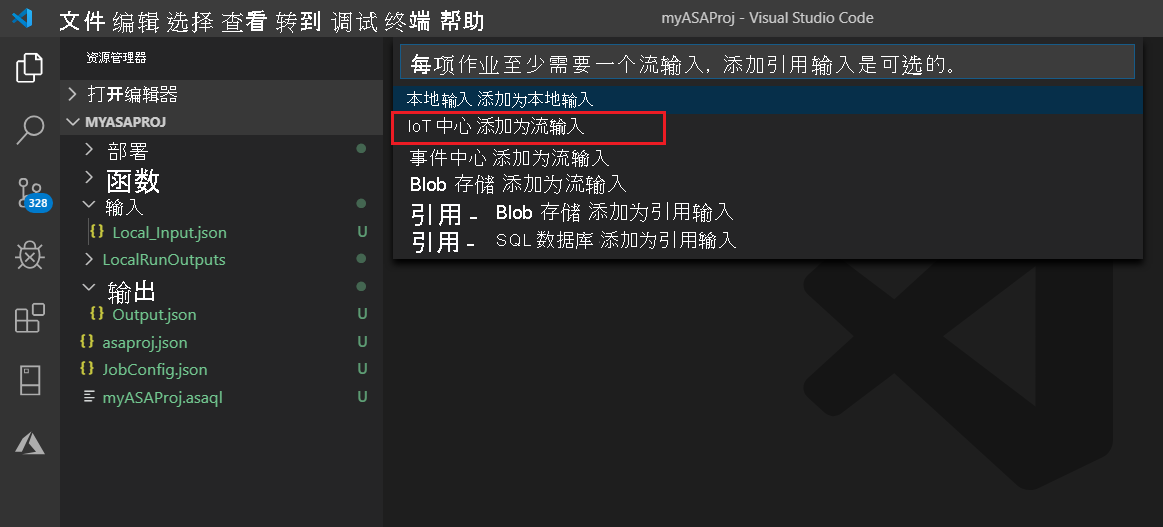 文件 编辑 选择 查看 转到 调试 终端 帮助
myASAProj - Visual Studio Code
资源管理器
打开编辑器
MYASAPROJ
部署
函数
输入
Local_Input.json U
LocalRunOutputs
输出
Output.json U
asaproj.json U
JobConfig.json U
myASAProj.asaql U
328
每项作业至少需要一个流输入，添加引用输入是可选的。
本地输入 添加为本地输入
IoT 中心 添加为流输入
事件中心 添加为流输入
Blob 存储 添加为流输入
引用 - Blob 存储 添加为引用输入
引用 - SQL 数据库 添加为引用输入